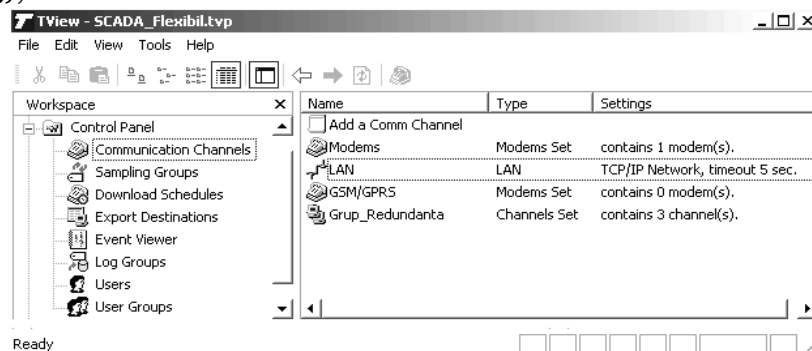 TView - SCADA_Flexibil.tvp
File Edit View Tools Help
Workspace
Control Panel
Communication Channels
Sampling Groups
Download Schedules
Export Destinations
Event Viewer
Log Groups
Users
User Groups
Name Type Settings
Add a Comm Channel
Modems Modems Set contains 1 modem(s).
LAN LAN TCP/IP Network, timeout 5 sec.
GSM/GPRS Modems Set contains 0 modem(s).
Grup_Redundanta Channels Set contains 3 channel(s).
Ready